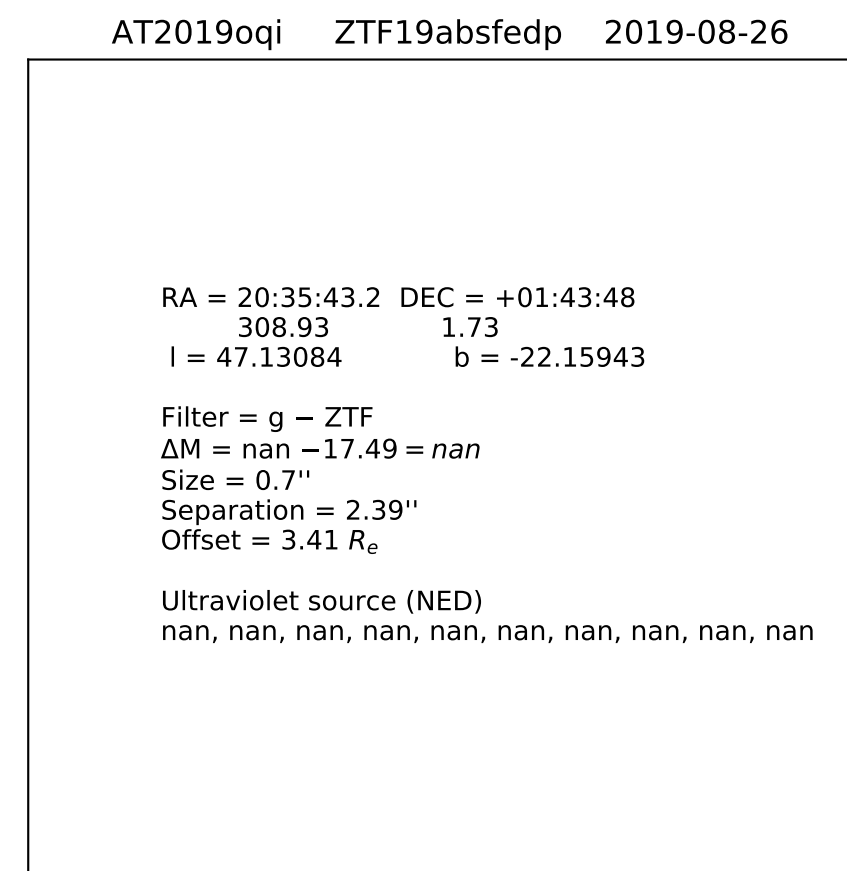 AT2019oqi ZTF19absfedp 2019-08-26
RA = 20:35:43.2 DEC = +01:43:48
308.93 1.73
l = 47.13084 b = -22.15943
Filter = g − ZTF
ΔM = nan −17.49 = nan
Size = 0.7''
Separation = 2.39''
Offset = 3.41 Re
Ultraviolet source (NED)
nan, nan, nan, nan, nan, nan, nan, nan, nan, nan